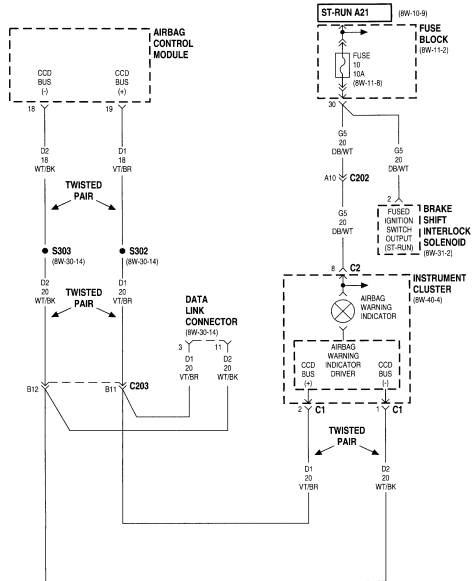 ST-RUN A21
(8W-10-9)
AIRBAG
CONTROL
MODULE
FUSE
BLOCK
(8W-11-2)
CCD
BUS
(-)
CCD
BUS
(+)
FUSE
10
10A
(8W-11-8)
18
19
30
D2
18
WT/BK
D1
18
VT/BR
G5
20
DB/WT
G5
20
DB/WT
TWISTED
PAIR
A10
C202
2
BRAKE
SHIFT
INTERLOCK
SOLENOID
(8W-31-2)
FUSED
IGNITION
SWITCH
OUTPUT
(ST-RUN)
G5
20
DB/WT
S303
(8W-30-14)
S302
(8W-30-14)
8
C2
D2
20
WT/BK
D1
20
VT/BR
TWISTED
PAIR
DATA
LINK
CONNECTOR
(8W-30-14)
INSTRUMENT
CLUSTER
(8W-40-4)
AIRBAG
WARNING
INDICATOR
3
11
D1
20
VT/BR
D2
20
WT/BK
AIRBAG
WARNING
INDICATOR
DRIVER
CCD
BUS
(+)
CCD
BUS
(-)
B12
B11
C203
2
C1
1
C1
TWISTED
PAIR
D1
20
VT/BR
D2
20
WT/BK